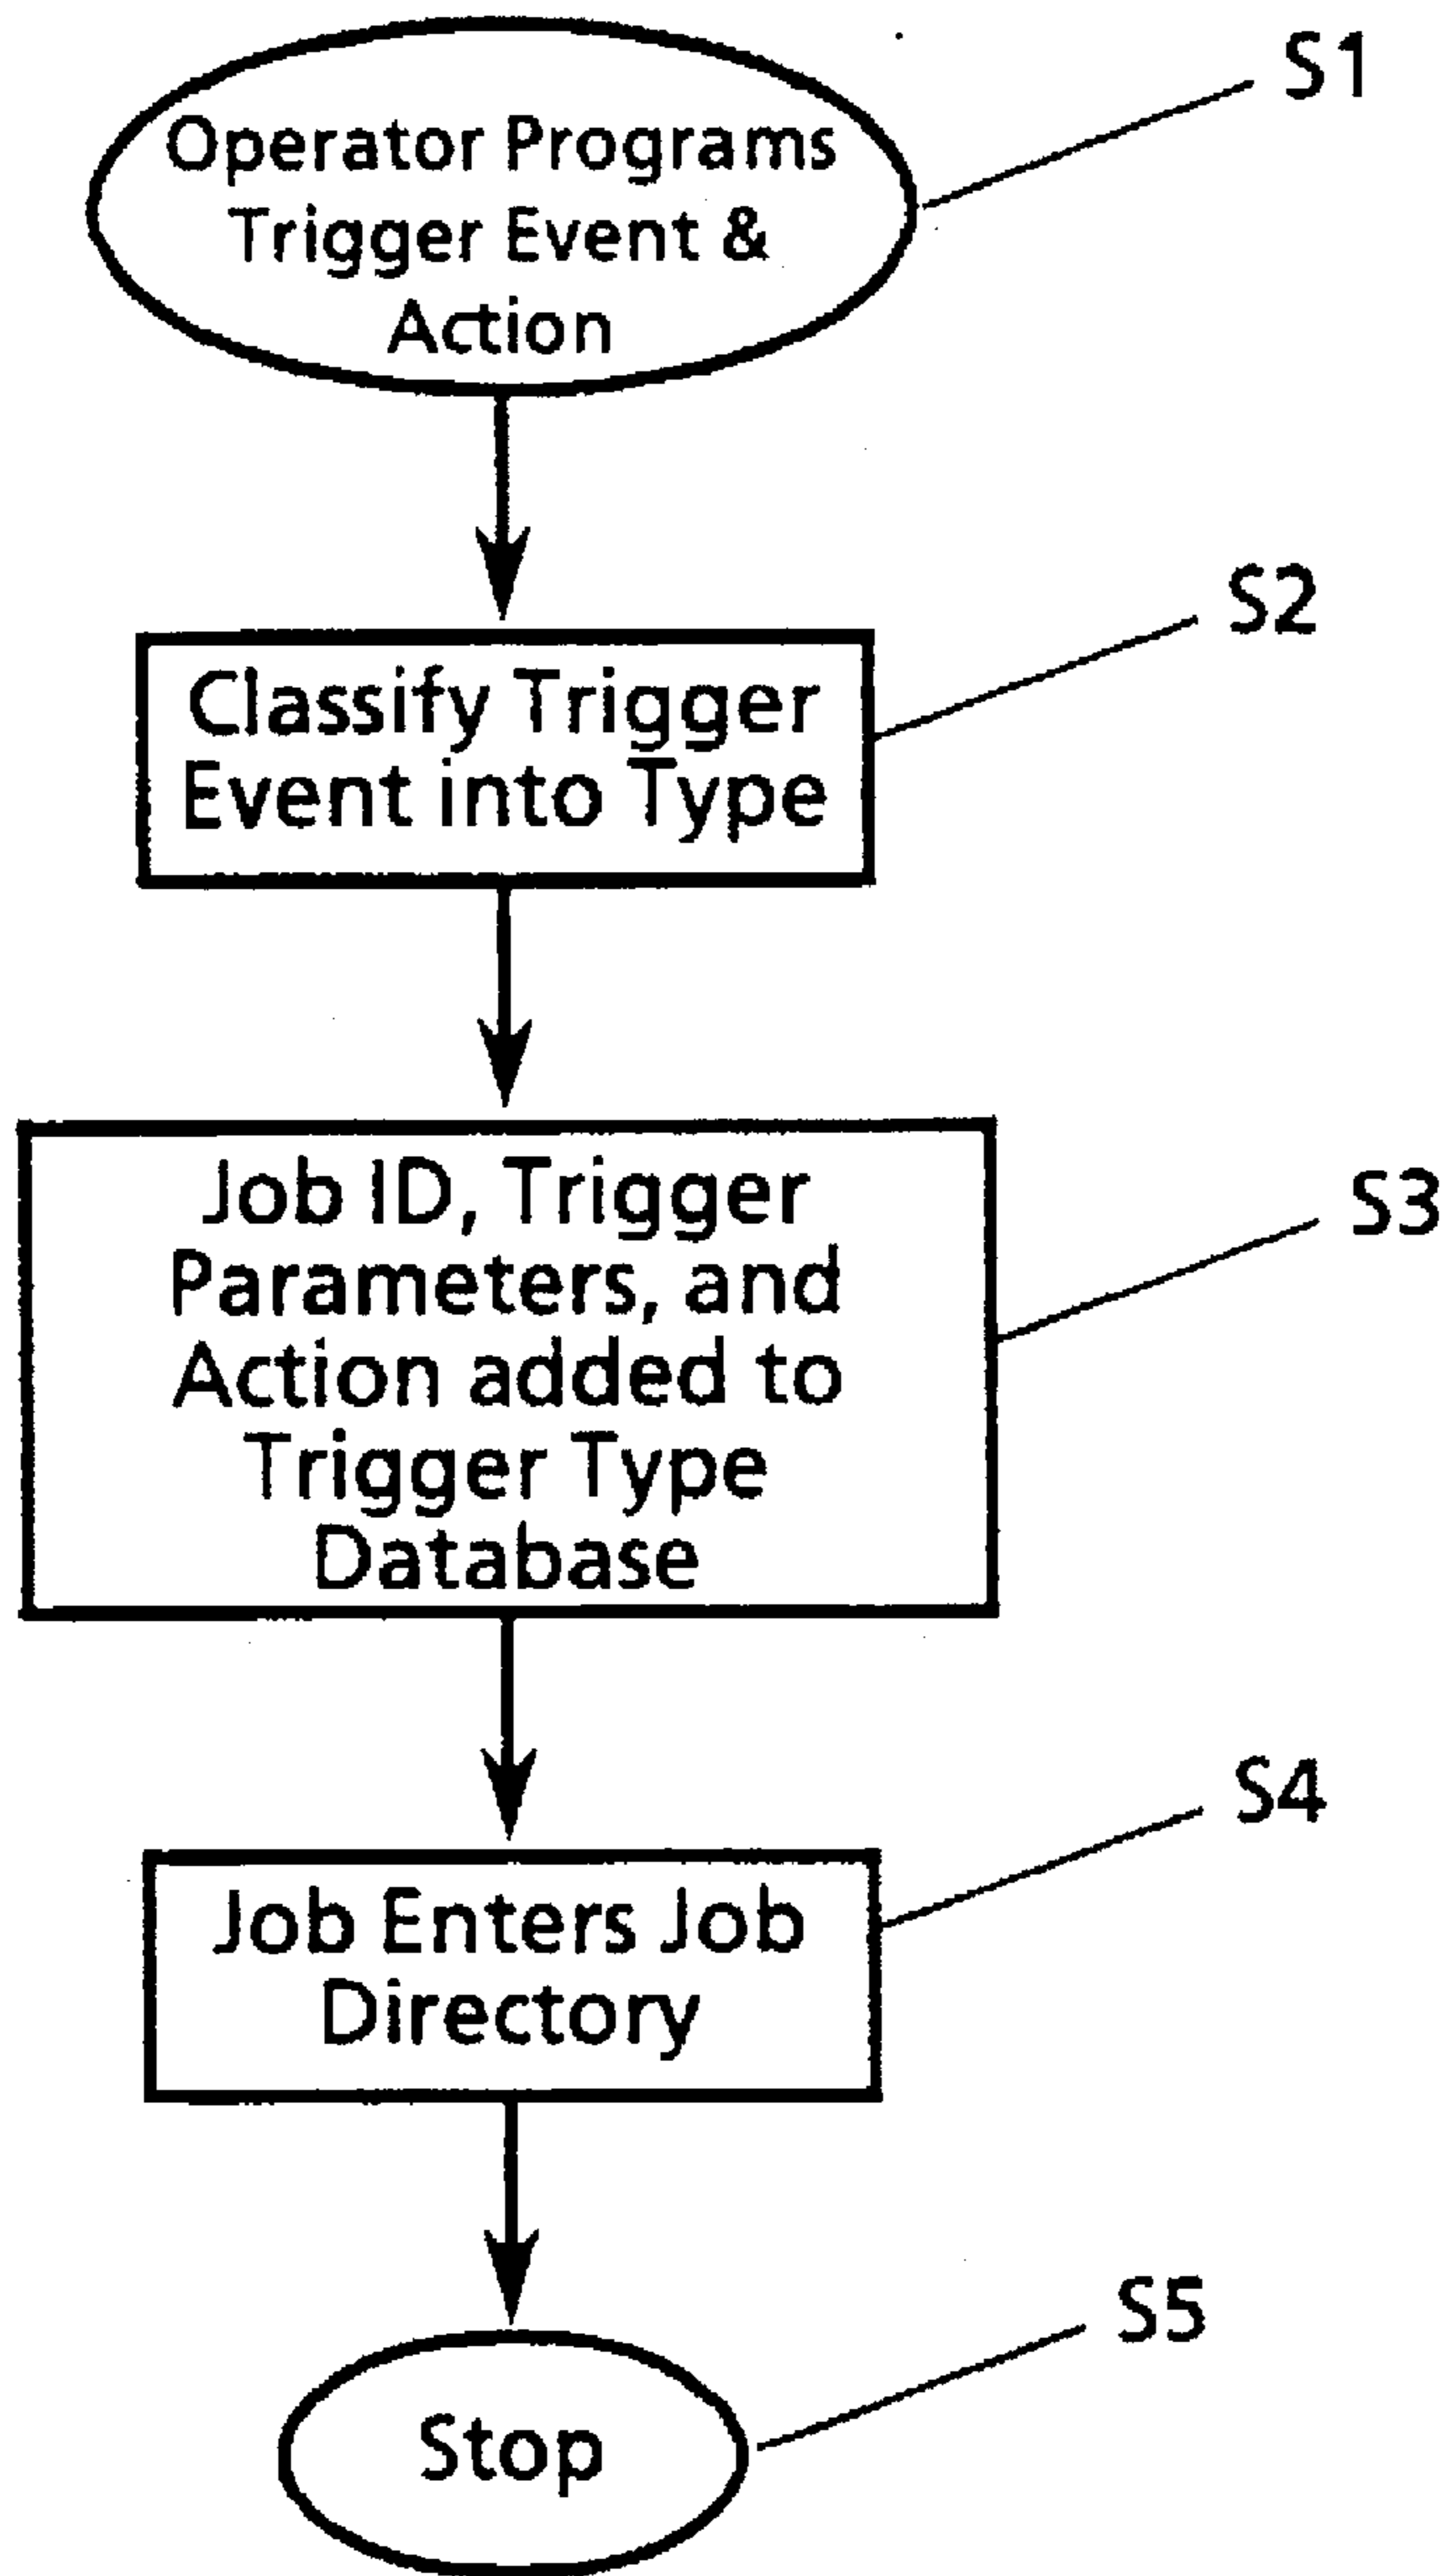 S1
Operator Programs
Trigger Event &
Action
S2
Classify Trigger
Event into Type
S3
Job ID, Trigger
Parameters, and
Action added to
Trigger Type
Database
S4
Job Enters Job
Directory
S5
Stop